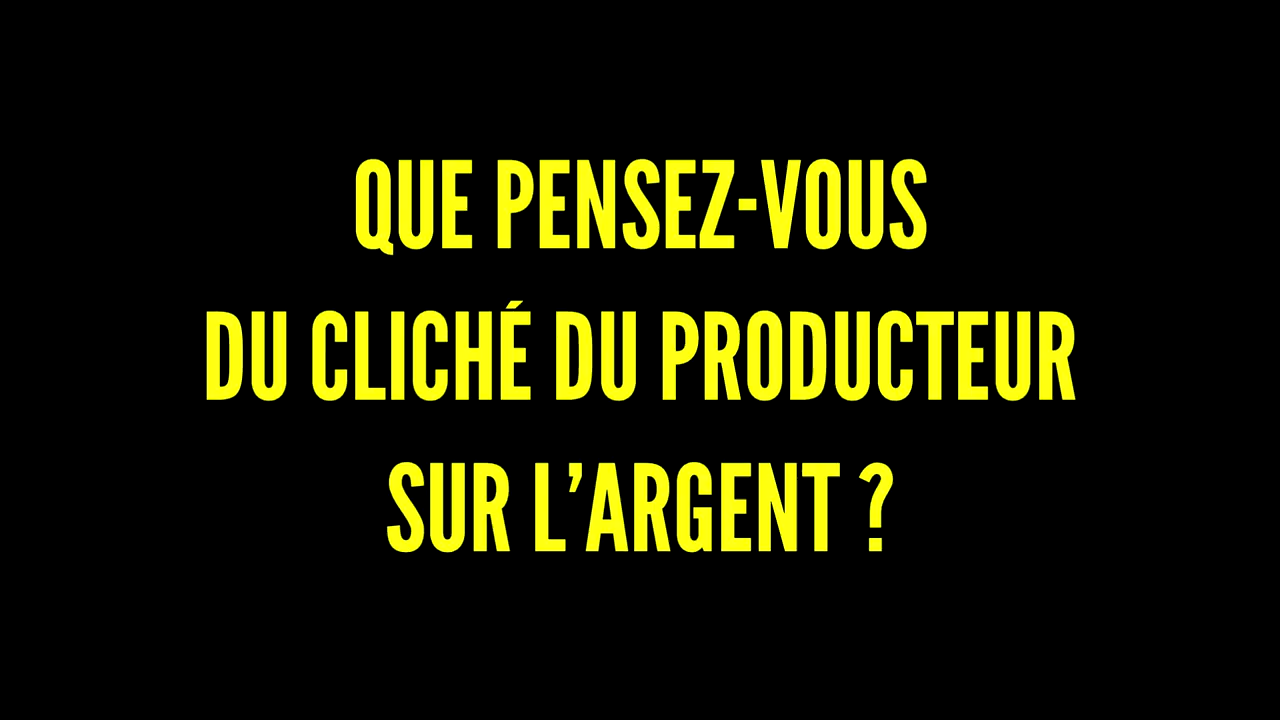 QUE PENSEZ-VOUS
DU CLICHÉ DU PRODUCTEUR
SUR L’ARGENT ?